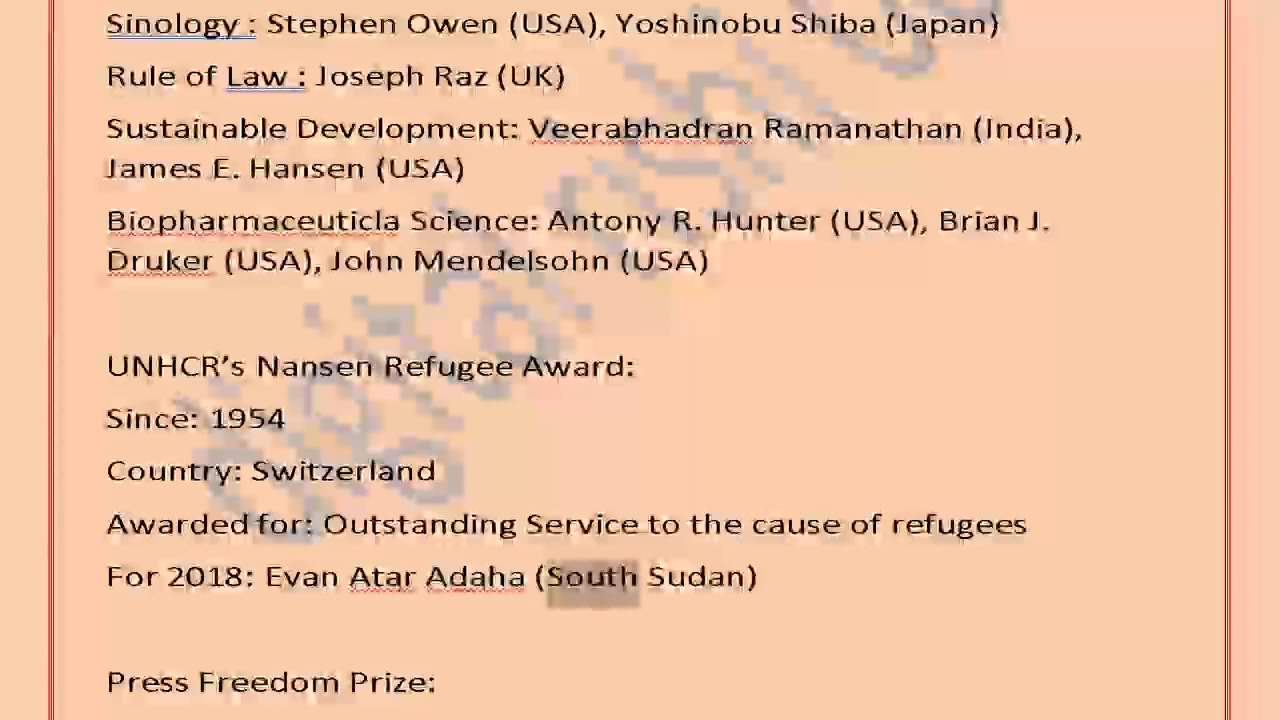 Sinology : Stephen Owen (USA), Yoshinobu Shiba (Japan)
Rule of Law : Joseph Raz (UK)
Sustainable Development: Veerabhadran Ramanathan (India),
James E. Hansen (USA)
Biopharmaceuticla Science: Antony R. Hunter (USA), Brian J.
Druker (USA), John Mendelsohn (USA)
UNHCR’s Nansen Refugee Award:
Since: 1954
Country: Switzerland
Awarded for: Outstanding Service to the cause of refugees
For 2018: Evan Atar Adaha (South Sudan)
Press Freedom Prize: